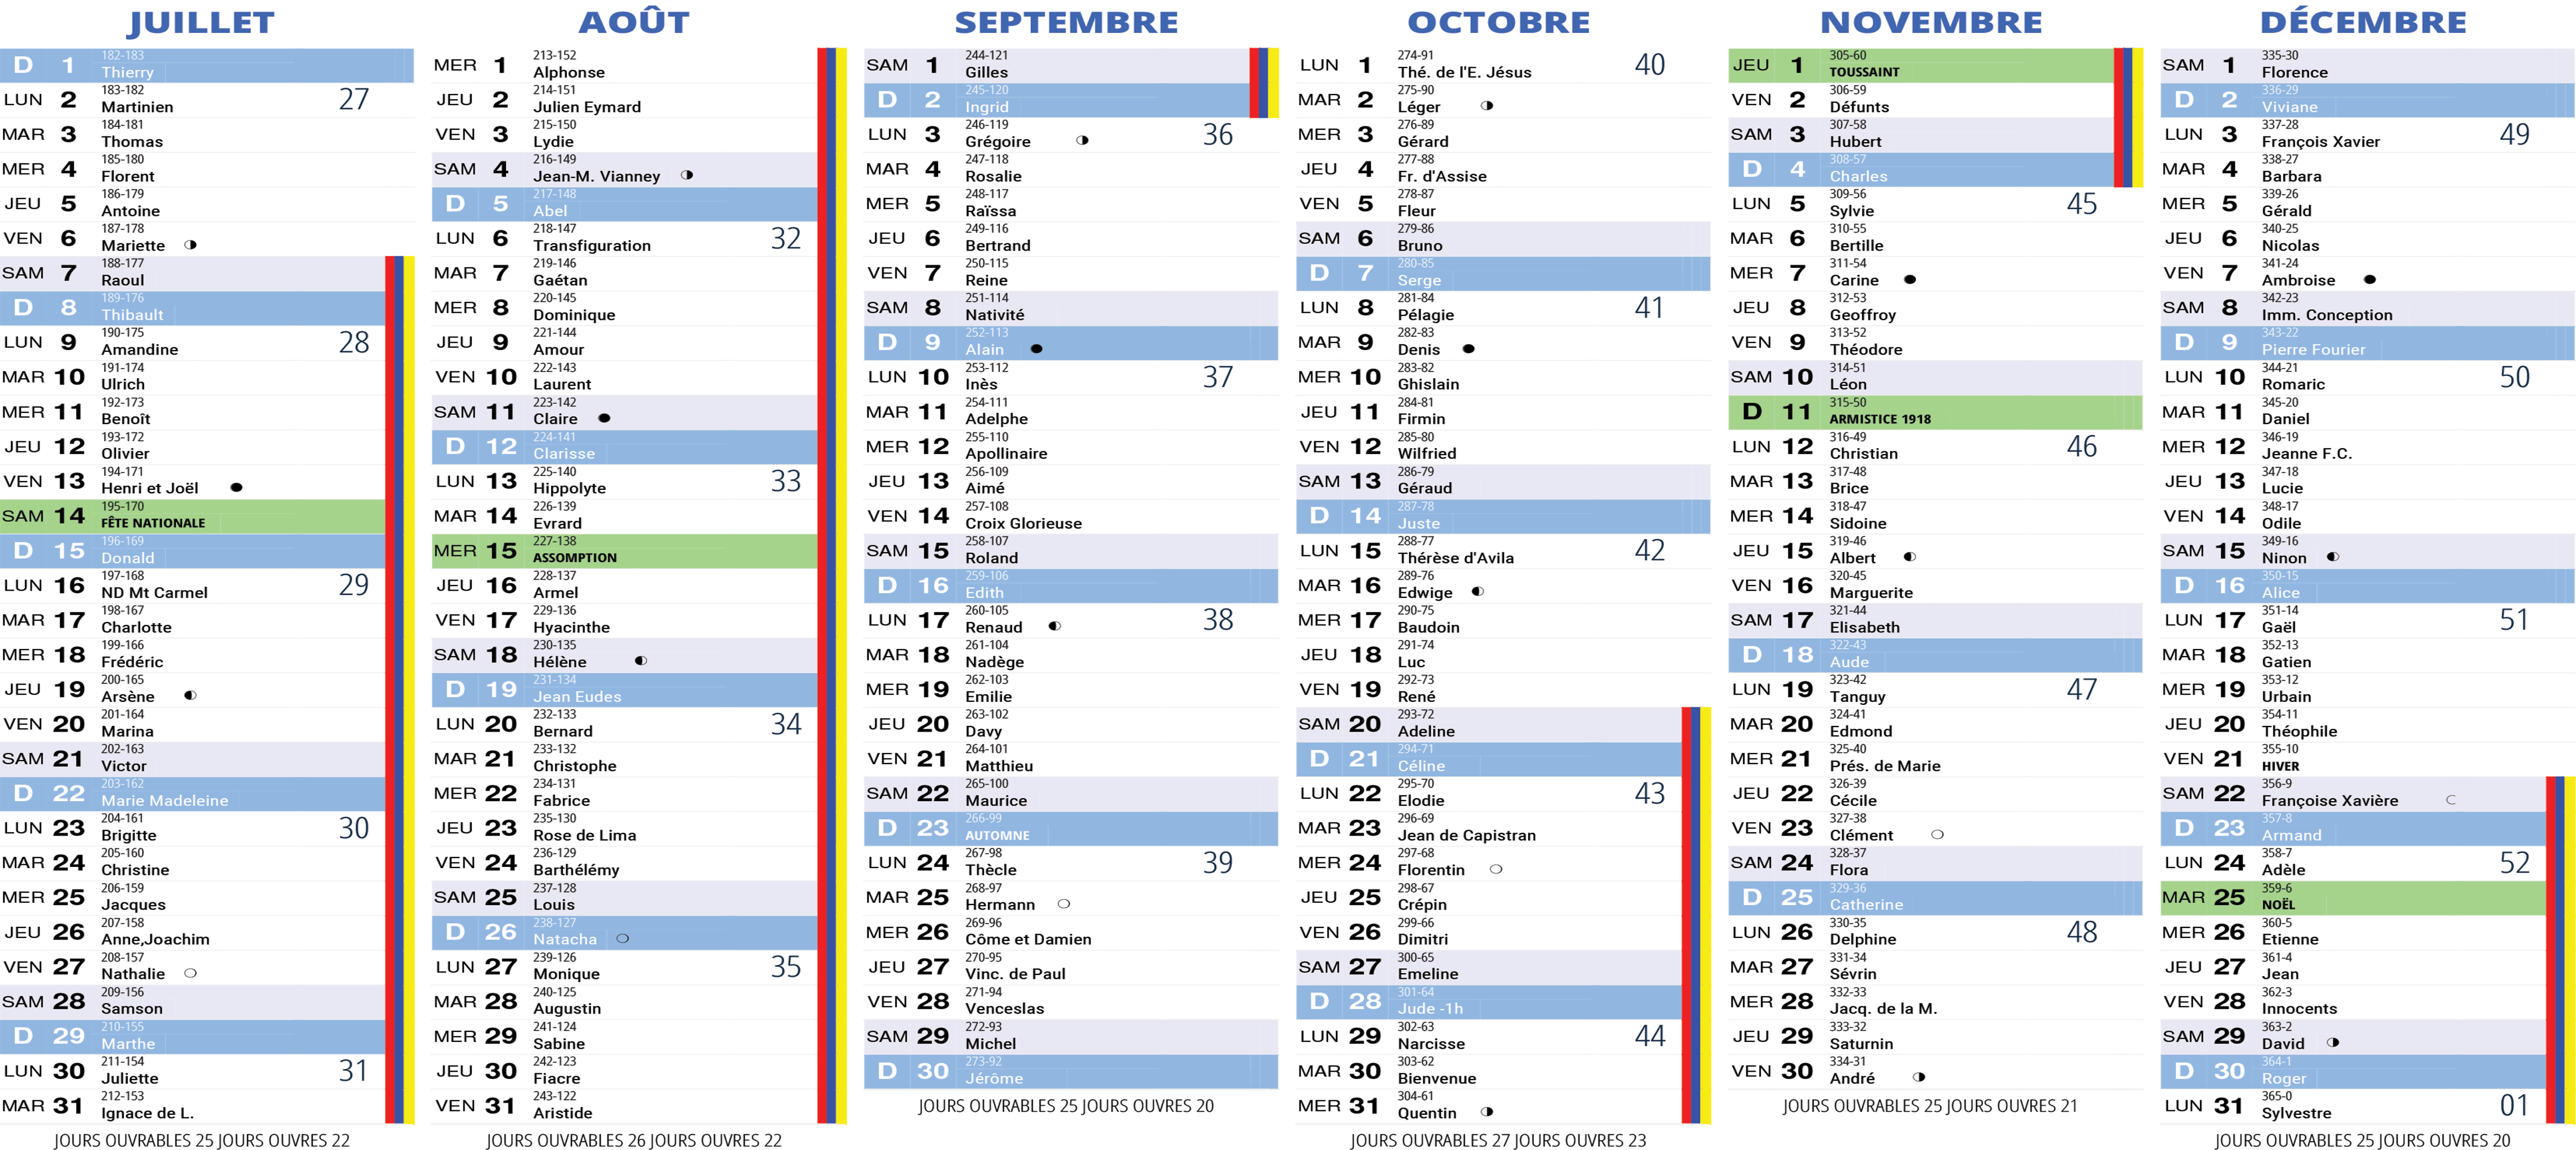 JUILLET
D 1 182-183 Thierry
LUN 2 183-182 Martinien 27
MAR 3 184-181 Thomas
MER 4 185-180 Florent
JEU 5 186-179 Antoine
VEN 6 187-178 Mariette
SAM 7 188-177 Raoul
D 8 189-176 Thibault
LUN 9 190-175 Amandine 28
MAR 10 191-174 Ulrich
MER 11 192-173 Benoît
JEU 12 193-172 Olivier
VEN 13 194-171 Henri et Joël
SAM 14 195-170 FÊTE NATIONALE
D 15 196-169 Donald
LUN 16 197-168 ND Mt Carmel 29
MAR 17 198-167 Charlotte
MER 18 199-166 Frédéric
JEU 19 200-165 Arsène
VEN 20 201-164 Marina
SAM 21 202-163 Victor
D 22 203-162 Marie Madeleine
LUN 23 204-161 Brigitte 30
MAR 24 205-160 Christine
MER 25 206-159 Jacques
JEU 26 207-158 Anne,Joachim
VEN 27 208-157 Nathalie
SAM 28 209-156 Samson
D 29 210-155 Marthe
LUN 30 211-154 Juliette 31
MAR 31 212-153 Ignace de L.
JOURS OUVRABLES 25 JOURS OUVRES 22
AOÛT
MER 1 213-152 Alphonse
JEU 2 214-151 Julien Eymard
VEN 3 215-150 Lydie
SAM 4 216-149 Jean-M. Vianney
D 5 217-148 Abel
LUN 6 218-147 Transfiguration 32
MAR 7 219-146 Gaétan
MER 8 220-145 Dominique
JEU 9 221-144 Amour
VEN 10 222-143 Laurent
SAM 11 223-142 Claire
D 12 224-141 Clarisse
LUN 13 225-140 Hippolyte 33
MAR 14 226-139 Evrard
MER 15 227-138 ASSOMPTION
JEU 16 228-137 Armel
VEN 17 229-136 Hyacinthe
SAM 18 230-135 Hélène
D 19 231-134 Jean Eudes
LUN 20 232-133 Bernard 34
MAR 21 233-132 Christophe
MER 22 234-131 Fabrice
JEU 23 235-130 Rose de Lima
VEN 24 236-129 Barthélémy
SAM 25 237-128 Louis
D 26 238-127 Natacha
LUN 27 239-126 Monique 35
MAR 28 240-125 Augustin
MER 29 241-124 Sabine
JEU 30 242-123 Fiacre
VEN 31 243-122 Aristide
JOURS OUVRABLES 26 JOURS OUVRES 22
SEPTEMBRE
SAM 1 244-121 Gilles
D 2 245-120 Ingrid
LUN 3 246-119 Grégoire 36
MAR 4 247-118 Rosalie
MER 5 248-117 Raïssa
JEU 6 249-116 Bertrand
VEN 7 250-115 Reine
SAM 8 251-114 Nativité
D 9 252-113 Alain
LUN 10 253-112 Inès 37
MAR 11 254-111 Adelphe
MER 12 255-110 Apollinaire
JEU 13 256-109 Aimé
VEN 14 257-108 Croix Glorieuse
SAM 15 258-107 Roland
D 16 259-106 Edith
LUN 17 260-105 Renaud 38
MAR 18 261-104 Nadège
MER 19 262-103 Emilie
JEU 20 263-102 Davy
VEN 21 264-101 Matthieu
SAM 22 265-100 Maurice
D 23 266-99 AUTOMNE
LUN 24 267-98 Thècle 39
MAR 25 268-97 Hermann
MER 26 269-96 Côme et Damien
JEU 27 270-95 Vinc. de Paul
VEN 28 271-94 Venceslas
SAM 29 272-93 Michel
D 30 273-92 Jérôme
JOURS OUVRABLES 25 JOURS OUVRES 20
OCTOBRE
LUN 1 274-91 Thé. de l'E. Jésus 40
MAR 2 275-90 Léger
MER 3 276-89 Gérard
JEU 4 277-88 Fr. d'Assise
VEN 5 278-87 Fleur
SAM 6 279-86 Bruno
D 7 280-85 Serge
LUN 8 281-84 Pélagie 41
MAR 9 282-83 Denis
MER 10 283-82 Ghislain
JEU 11 284-81 Firmin
VEN 12 285-80 Wilfried
SAM 13 286-79 Géraud
D 14 287-78 Juste
LUN 15 288-77 Thérèse d'Avila 42
MAR 16 289-76 Edwige
MER 17 290-75 Baudoin
JEU 18 291-74 Luc
VEN 19 292-73 René
SAM 20 293-72 Adeline
D 21 294-71 Céline
LUN 22 295-70 Elodie 43
MAR 23 296-69 Jean de Capistran
MER 24 297-68 Florentin
JEU 25 298-67 Crépin
VEN 26 299-66 Dimitri
SAM 27 300-65 Emeline
D 28 301-64 Jude -1h
LUN 29 302-63 Narcisse 44
MAR 30 303-62 Bienvenue
MER 31 304-61 Quentin
JOURS OUVRABLES 27 JOURS OUVRES 23
NOVEMBRE
JEU 1 305-60 TOUSSAINT
VEN 2 306-59 Défunts
SAM 3 307-58 Hubert
D 4 308-57 Charles
LUN 5 309-56 Sylvie 45
MAR 6 310-55 Bertille
MER 7 311-54 Carine
JEU 8 312-53 Geoffroy
VEN 9 313-52 Théodore
SAM 10 314-51 Léon
D 11 315-50 ARMISTICE 1918
LUN 12 316-49 Christian 46
MAR 13 317-48 Brice
MER 14 318-47 Sidoine
JEU 15 319-46 Albert
VEN 16 320-45 Marguerite
SAM 17 321-44 Elisabeth
D 18 322-43 Aude
LUN 19 323-42 Tanguy 47
MAR 20 324-41 Edmond
MER 21 325-40 Prés. de Marie
JEU 22 326-39 Cécile
VEN 23 327-38 Clément
SAM 24 328-37 Flora
D 25 329-36 Catherine
LUN 26 330-35 Delphine 48
MAR 27 331-34 Sévrin
MER 28 332-33 Jacq. de la M.
JEU 29 333-32 Saturnin
VEN 30 334-31 André
JOURS OUVRABLES 25 JOURS OUVRES 21
DÉCEMBRE
SAM 1 335-30 Florence
D 2 336-29 Viviane
LUN 3 337-28 François Xavier 49
MAR 4 338-27 Barbara
MER 5 339-26 Gérald
JEU 6 340-25 Nicolas
VEN 7 341-24 Ambroise
SAM 8 342-23 Imm. Conception
D 9 343-22 Pierre Fourier
LUN 10 344-21 Romaric 50
MAR 11 345-20 Daniel
MER 12 346-19 Jeanne F.C.
JEU 13 347-18 Lucie
VEN 14 348-17 Odile
SAM 15 349-16 Ninon
D 16 350-15 Alice
LUN 17 351-14 Gaël 51
MAR 18 352-13 Gatien
MER 19 353-12 Urbain
JEU 20 354-11 Théophile
VEN 21 355-10 HIVER
SAM 22 356-9 Françoise Xavière
D 23 357-8 Armand
LUN 24 358-7 Adèle 52
MAR 25 359-6 NOËL
MER 26 360-5 Etienne
JEU 27 361-4 Jean
VEN 28 362-3 Innocents
SAM 29 363-2 David
D 30 364-1 Roger
LUN 31 365-0 Sylvestre 01
JOURS OUVRABLES 25 JOURS OUVRES 20